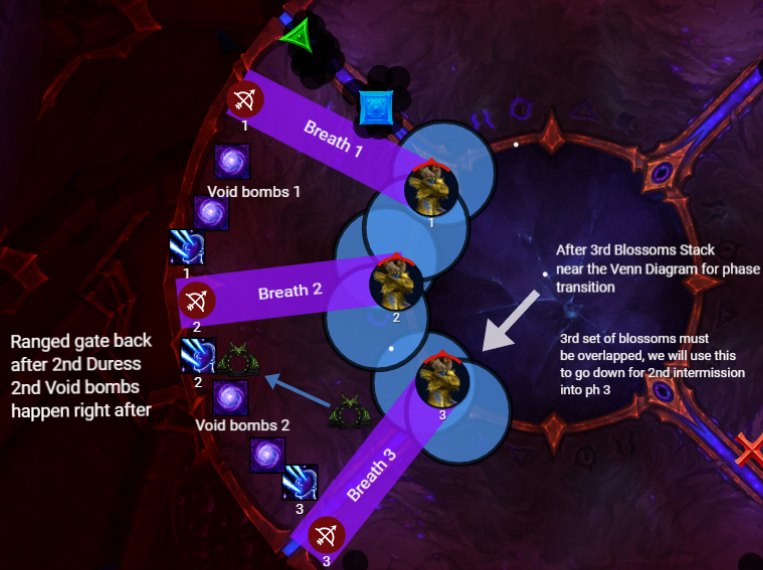 1
Breath 1
Void bombs 1
1
1
After 3rd Blossoms Stack
near the Venn Diagram for phase
transition
Breath 2
2
2
3rd set of blossoms must
be overlapped, we will use this
to go down for 2nd intermission
into ph 3
Ranged gate back
after 2nd Duress
2nd Void bombs
happen right after
2
Void bombs 2
3
Breath 3
3
3